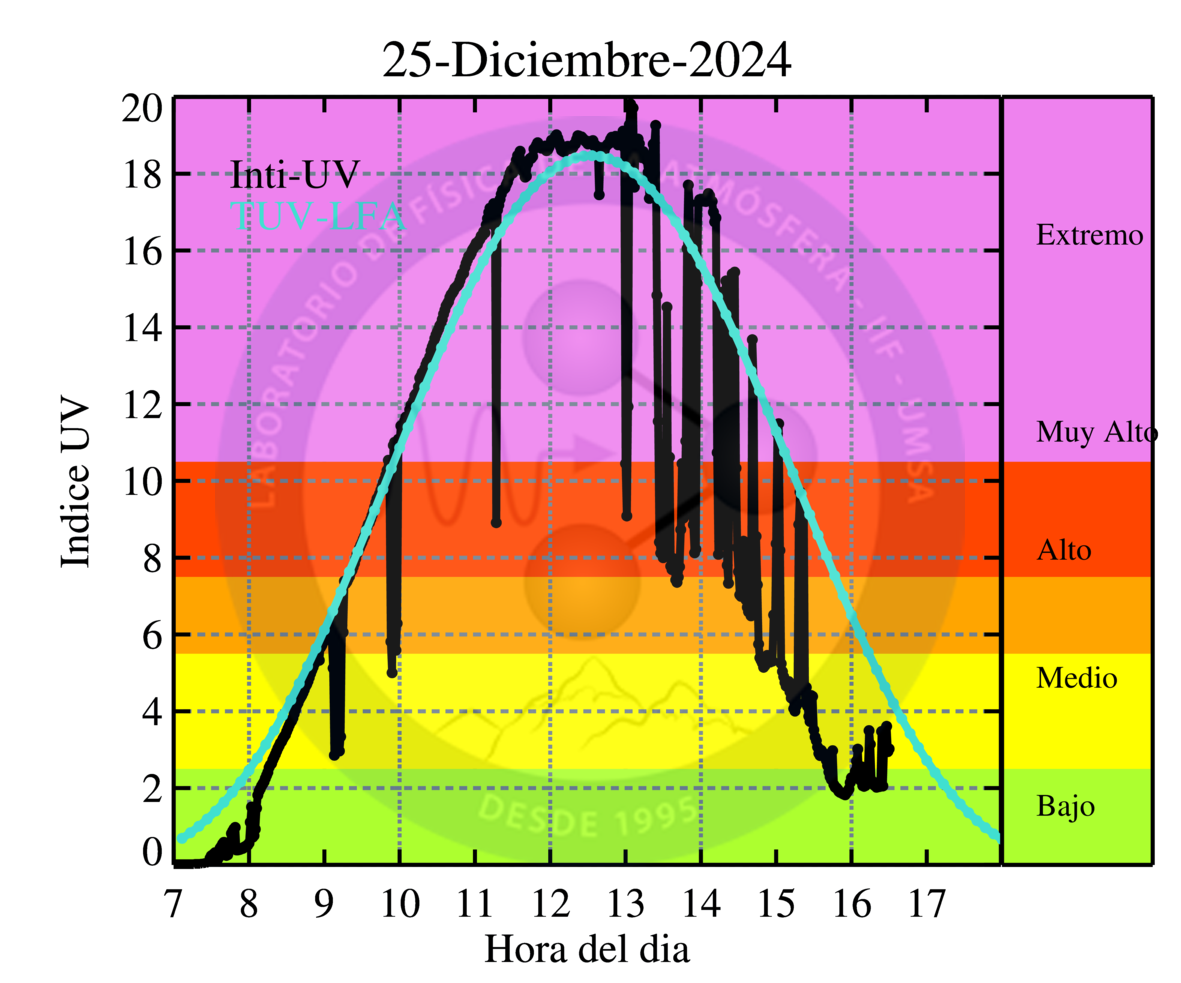 25-Diciembre-2024
20
18
16
14
12
10
8
6
4
2
0
Indice UV
Inti-UV
TUV-LFA
LABORATORIO DE FÍSICA DE LA ATMÓSFERA - IIF - UMSA
DESDE 1995
Extremo
Muy Alto
Alto
Medio
Bajo
7 8 9 10 11 12 13 14 15 16 17
Hora del dia